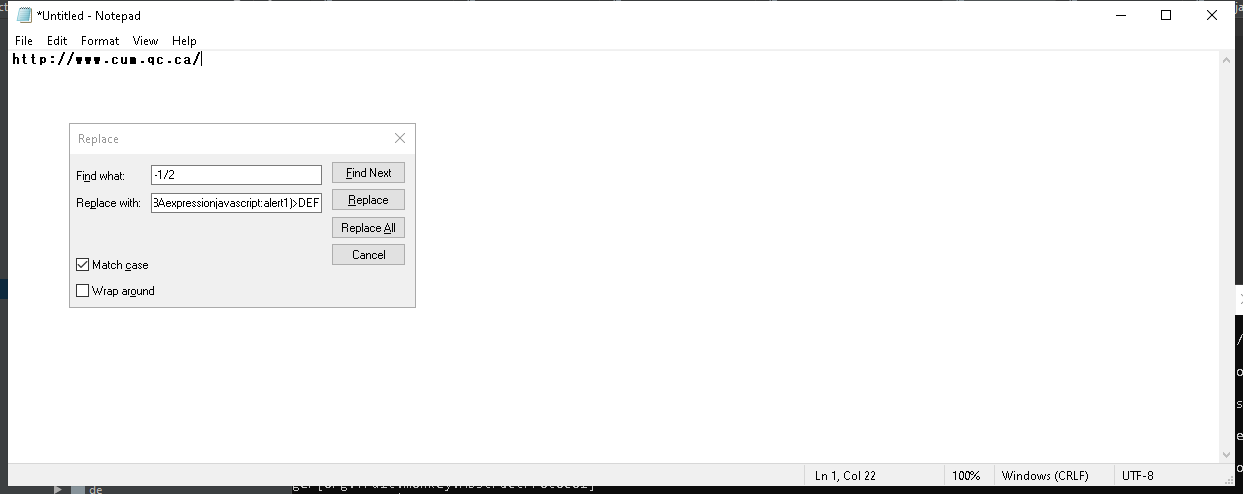 *Untitled - Notepad
File Edit Format View Help
http://www.cum.qc.ca/
Replace
Find what: -1/2 Find Next
Replace with: 3Aexpressionjavascript:alert1)>DEF Replace
Replace All
Cancel
Match case
Wrap around
Ln 1, Col 22 100% Windows (CRLF) UTF-8
de